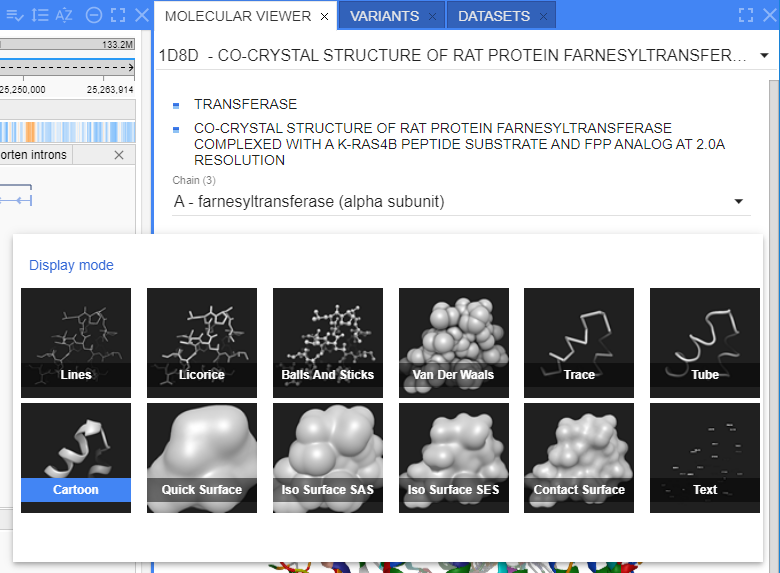 MOLECULAR VIEWER
VARIANTS
DATASETS
133.2M
25,250,000
25,263,914
orten introns
1D8D - CO-CRYSTAL STRUCTURE OF RAT PROTEIN FARNESYLTRANSFER...
TRANSFERASE
CO-CRYSTAL STRUCTURE OF RAT PROTEIN FARNESYLTRANSFERASE
COMPLEXED WITH A K-RAS4B PEPTIDE SUBSTRATE AND FPP ANALOG AT 2.0A
RESOLUTION
Chain (3)
A - farnesyltransferase (alpha subunit)
Display mode
Lines
Licorice
Balls And Sticks
Van Der Waals
Trace
Tube
Cartoon
Quick Surface
Iso Surface SAS
Iso Surface SES
Contact Surface
Text